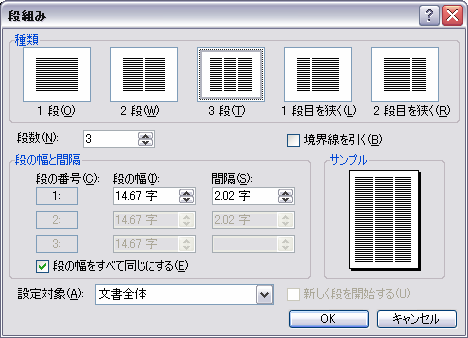 段組み
種類
1 段(O) 2 段(W) 3 段(T) 1 段目を狭く(L) 2 段目を狭く(R)
段数(N): 3 境界線を引く(B)
段の幅と間隔 サンプル
段の番号(C): 段の幅(I): 間隔(S):
1: 14.67 字 2.02 字
2: 14.67 字 2.02 字
3: 14.67 字
段の幅をすべて同じにする(E)
設定対象(A): 文書全体 新しく段を開始する(U)
OK キャンセル